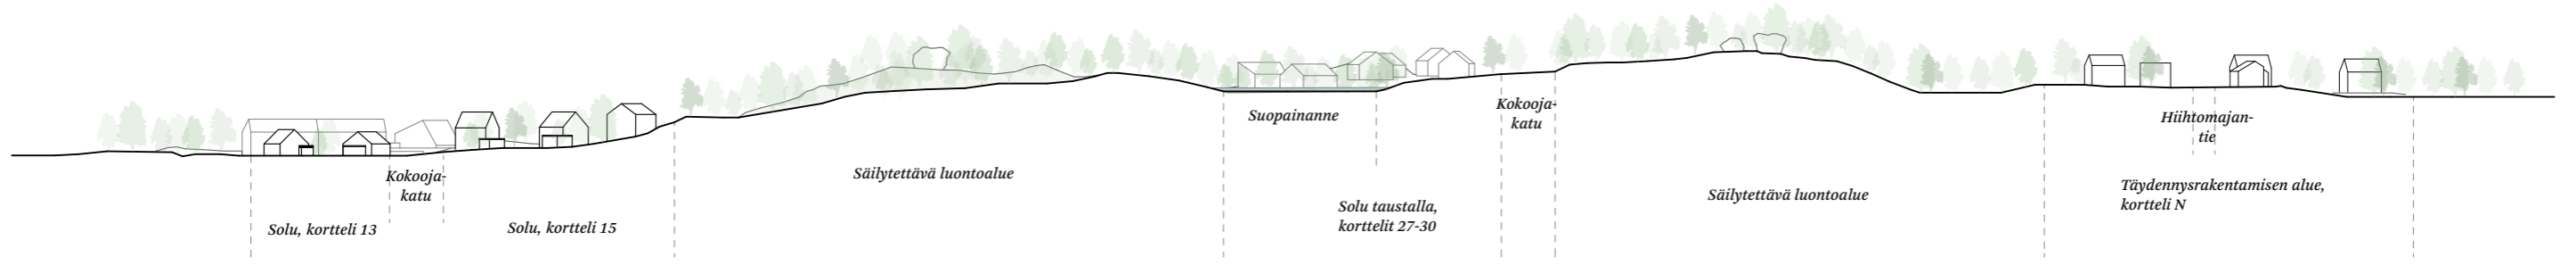 Kokooja-
katu
Solu, kortteli 13
Solu, kortteli 15
Säilytettävä luontoalue
Suopainanne
Solu taustalla,
korttelit 27-30
Kokooja-
katu
Säilytettävä luontoalue
Hiihtomajan-
tie
Täydennysrakentamisen alue,
kortteli N